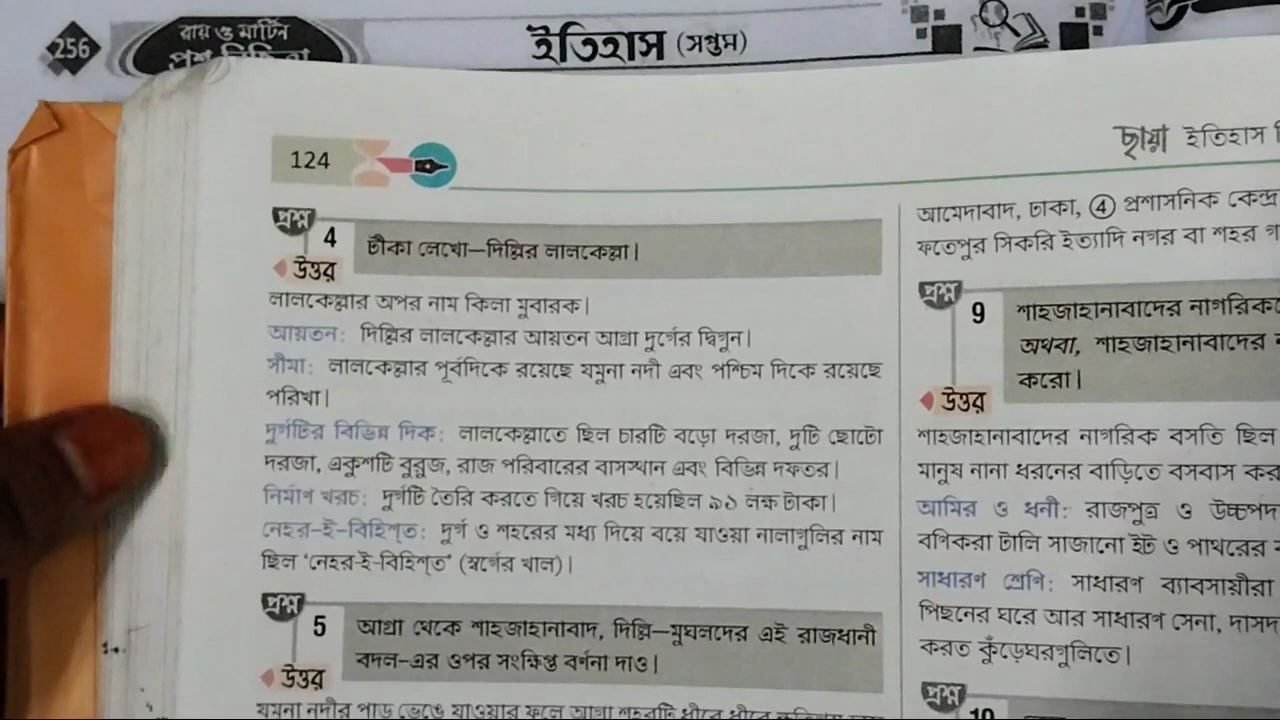 256
রায় ও মার্টিন
ইতিহাস (সপ্তম)
124
ছায়া ইতিহাস
প্রশ্ন 4 টীকা লেখো—দিল্লির লালকেল্লা।
উত্তর
লালকেল্লার অপর নাম কিলা মুবারক।
আয়তন: দিল্লির লালকেল্লার আয়তন আগ্রা দুর্গের দ্বিগুন।
সীমা: লালকেল্লার পূর্বদিকে রয়েছে যমুনা নদী এবং পশ্চিম দিকে রয়েছে
পরিখা।
দুর্গটির বিভিন্ন দিক: লালকেল্লাতে ছিল চারটি বড়ো দরজা, দুটি ছোটো
দরজা, একুশটি বুরুজ, রাজ পরিবারের বাসস্থান এবং বিভিন্ন দফতর।
নির্মাণ খরচ: দুর্গটি তৈরি করতে গিয়ে খরচ হয়েছিল ৯১ লক্ষ টাকা।
নেহর-ই-বিহিশ্‌ত: দুর্গ ও শহরের মধ্য দিয়ে বয়ে যাওয়া নালাগুলির নাম
ছিল ‘নেহর-ই-বিহিশ্‌ত’ (স্বর্গের খাল)।
প্রশ্ন 5 আগ্রা থেকে শাহজাহানাবাদ, দিল্লি—মুঘলদের এই রাজধানী
বদল-এর ওপর সংক্ষিপ্ত বর্ণনা দাও।
উত্তর
যমুনা নদীর পাড় ভেঙে যাওয়ার ফলে আগ্রা শহরটি ধীরে ধীরে
আমেদাবাদ, ঢাকা, ④ প্রশাসনিক কেন্দ্র
ফতেপুর সিকরি ইত্যাদি নগর বা শহর
প্রশ্ন 9 শাহজাহানাবাদের
অথবা, শাহজাহানাবাদের
করো।
উত্তর
শাহজাহানাবাদের নাগরিক বসতি ছিল
মানুষ নানা ধরনের বাড়িতে বসবাস
আমির ও ধনী: রাজপুত্র ও
বণিকরা টালি সাজানো ইট ও পাথরের
সাধারণ শ্রেণি: সাধারণ ব্যাবসায়ীরা
পিছনের ঘরে আর সাধারণ সেনা,
করত কুঁড়েঘরগুলিতে।
প্রশ্ন 10